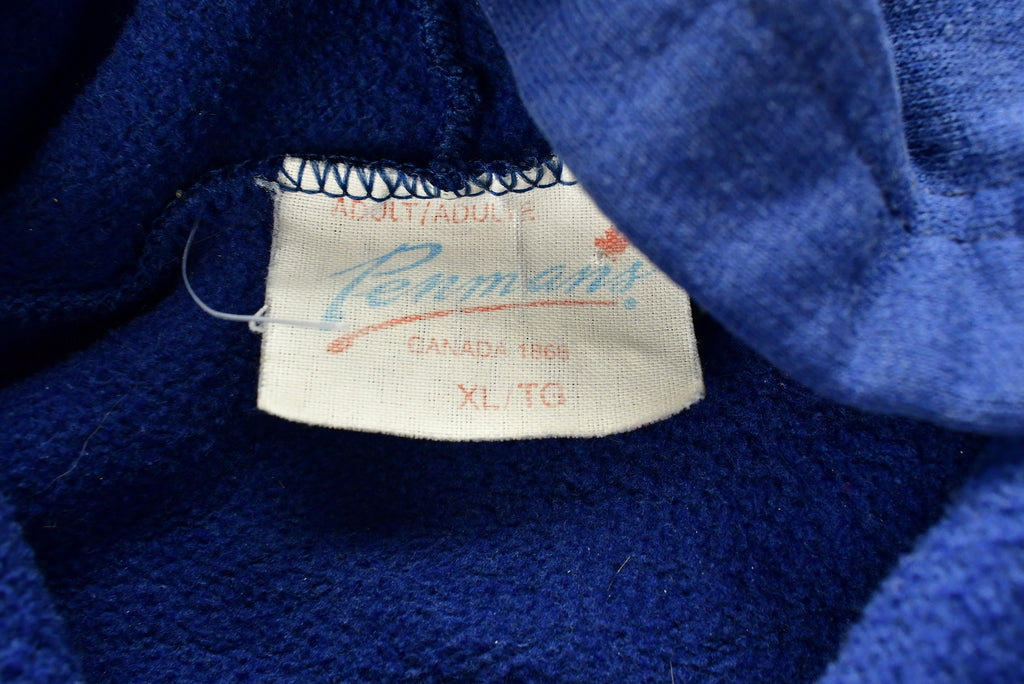 ADULT/ADULTE
Penmans
CANADA 1868
XL/TG